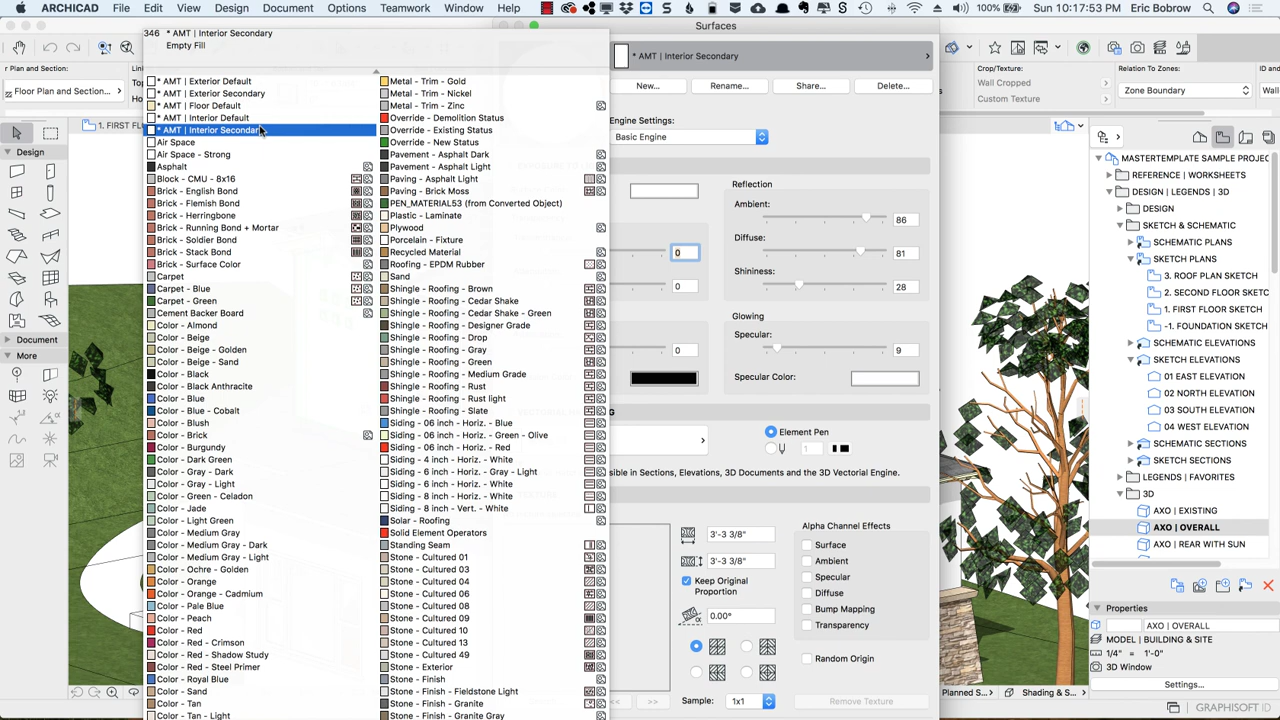 ARCHICAD File Edit View Design Document Options Teamwork Window Help 100% Sun 10:17:53 PM Eric Bobrow
346 * AMT | Interior Secondary
Empty Fill
Surfaces
* AMT | Interior Secondary
New... Rename... Share... Delete...
Engine Settings:
Basic Engine
r Plan and Section:
Floor Plan and Section...
1. FIRST FL
Design
Document
More
* AMT | Exterior Default
* AMT | Exterior Secondary
* AMT | Floor Default
* AMT | Interior Default
* AMT | Interior Secondary
Air Space
Air Space - Strong
Asphalt
Block - CMU - 8x16
Brick - English Bond
Brick - Flemish Bond
Brick - Herringbone
Brick - Running Bond + Mortar
Brick - Soldier Bond
Brick - Stack Bond
Brick - Surface Color
Carpet
Carpet - Blue
Carpet - Green
Cement Backer Board
Color - Almond
Color - Beige
Color - Beige - Golden
Color - Beige - Sand
Color - Black
Color - Black Anthracite
Color - Blue
Color - Blue - Cobalt
Color - Blush
Color - Brick
Color - Burgundy
Color - Dark Green
Color - Gray - Dark
Color - Gray - Light
Color - Green - Celadon
Color - Jade
Color - Light Green
Color - Medium Gray
Color - Medium Gray - Dark
Color - Medium Gray - Light
Color - Ochre - Golden
Color - Orange
Color - Orange - Cadmium
Color - Pale Blue
Color - Peach
Color - Red
Color - Red - Crimson
Color - Red - Shadow Study
Color - Red - Steel Primer
Color - Royal Blue
Color - Sand
Color - Tan
Color - Tan - Light
Metal - Trim - Gold
Metal - Trim - Nickel
Metal - Trim - Zinc
Override - Demolition Status
Override - Existing Status
Override - New Status
Pavement - Asphalt Dark
Pavement - Asphalt Light
Paving - Asphalt Light
Paving - Brick Moss
PEN_MATERIAL53 (from Converted Object)
Plastic - Laminate
Plywood
Porcelain - Fixture
Recycled Material
Roofing - EPDM Rubber
Sand
Shingle - Roofing - Brown
Shingle - Roofing - Cedar Shake
Shingle - Roofing - Cedar Shake - Green
Shingle - Roofing - Designer Grade
Shingle - Roofing - Drop
Shingle - Roofing - Gray
Shingle - Roofing - Green
Shingle - Roofing - Medium Grade
Shingle - Roofing - Rust
Shingle - Roofing - Rust light
Shingle - Roofing - Slate
Siding - 06 inch - Horiz. - Blue
Siding - 06 inch - Horiz. - Green - Olive
Siding - 06 inch - Horiz. - Red
Siding - 4 inch - Horiz. - White
Siding - 6 inch - Horiz. - Gray - Light
Siding - 6 inch - Horiz. - White
Siding - 8 inch - Horiz. - White
Siding - 8 inch - Vert. - White
Solar - Roofing
Solid Element Operators
Standing Seam
Stone - Cultured 01
Stone - Cultured 03
Stone - Cultured 04
Stone - Cultured 06
Stone - Cultured 08
Stone - Cultured 09
Stone - Cultured 10
Stone - Cultured 13
Stone - Cultured 49
Stone - Exterior
Stone - Finish
Stone - Finish - Fieldstone Light
Stone - Finish - Granite
Stone - Finish - Granite Gray
0
0
0
Reflection
Ambient:
86
Diffuse:
81
Shininess:
28
Glowing
Specular:
9
Specular Color:
Element Pen
1
sible in Sections, Elevations, 3D Documents and the 3D Vectorial Engine.
3'-3 3/8"
3'-3 3/8"
Keep Original
Proportion
0.00°
Alpha Channel Effects
Surface
Ambient
Specular
Diffuse
Bump Mapping
Transparency
Random Origin
<< >> Sample: 1x1 Remove Texture
Crop/Texture:
Wall Cropped
Custom Texture
Relation To Zones:
Zone Boundary
ID and
Wall
MASTERTEMPLATE SAMPLE PROJE
REFERENCE | WORKSHEETS
DESIGN | LEGENDS | 3D
DESIGN
SKETCH & SCHEMATIC
SCHEMATIC PLANS
SKETCH PLANS
3. ROOF PLAN SKETCH
2. SECOND FLOOR SKETC
1. FIRST FLOOR SKETCH
-1. FOUNDATION SKETCH
SCHEMATIC ELEVATIONS
SKETCH ELEVATIONS
01 EAST ELEVATION
02 NORTH ELEVATION
03 SOUTH ELEVATION
04 WEST ELEVATION
SCHEMATIC SECTIONS
SKETCH SECTIONS
LEGENDS | FAVORITES
3D
AXO | EXISTING
AXO | OVERALL
AXO | REAR WITH SUN
Properties
AXO | OVERALL
MODEL | BUILDING & SITE
1/4" = 1'-0"
3D Window
Settings...
Planned S... Shading & S...
GRAPHISOFT ID